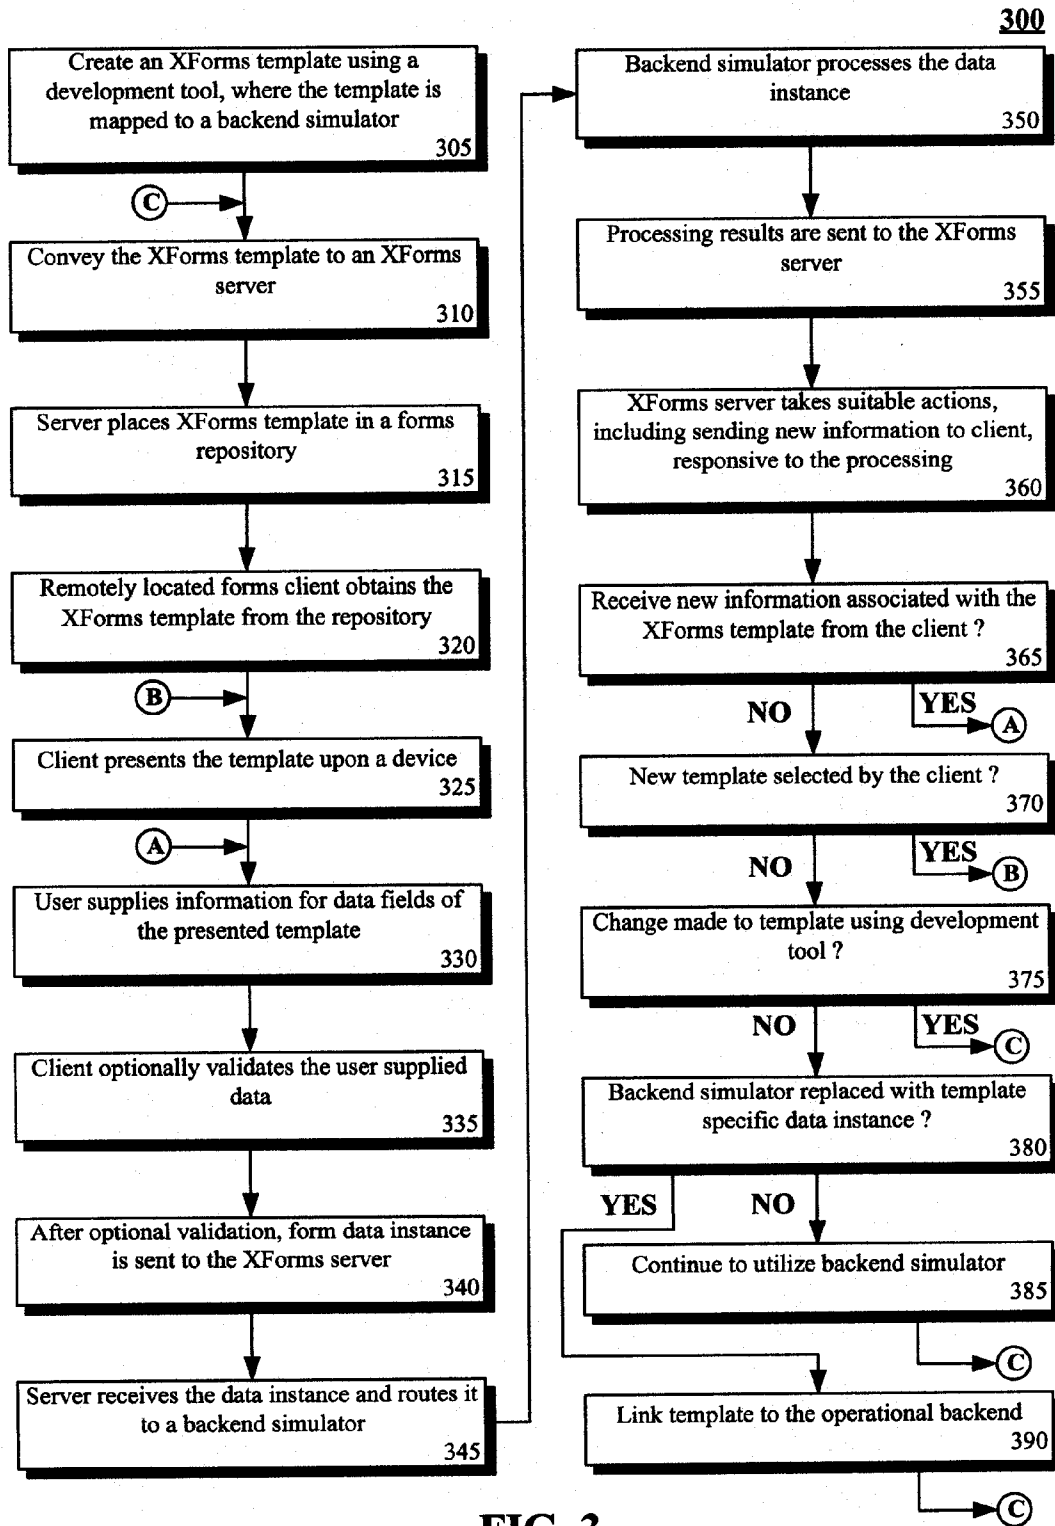 300
Create an XForms template using a
development tool, where the template is
mapped to a backend simulator
305
C
Convey the XForms template to an XForms
server
310
Server places XForms template in a forms
repository
315
Remotely located forms client obtains the
XForms template from the repository
320
B
Client presents the template upon a device
325
A
User supplies information for data fields of
the presented template
330
Client optionally validates the user supplied
data
335
After optional validation, form data instance
is sent to the XForms server
340
Server receives the data instance and routes it
to a backend simulator
345
Backend simulator processes the data
instance
350
Processing results are sent to the XForms
server
355
XForms server takes suitable actions,
including sending new information to client,
responsive to the processing
360
Receive new information associated with the
XForms template from the client ?
365
NO
YES
A
New template selected by the client ?
370
NO
YES
B
Change made to template using development
tool ?
375
NO
YES
C
Backend simulator replaced with template
specific data instance ?
380
YES
NO
Continue to utilize backend simulator
385
C
Link template to the operational backend
390
C
FIG. 3